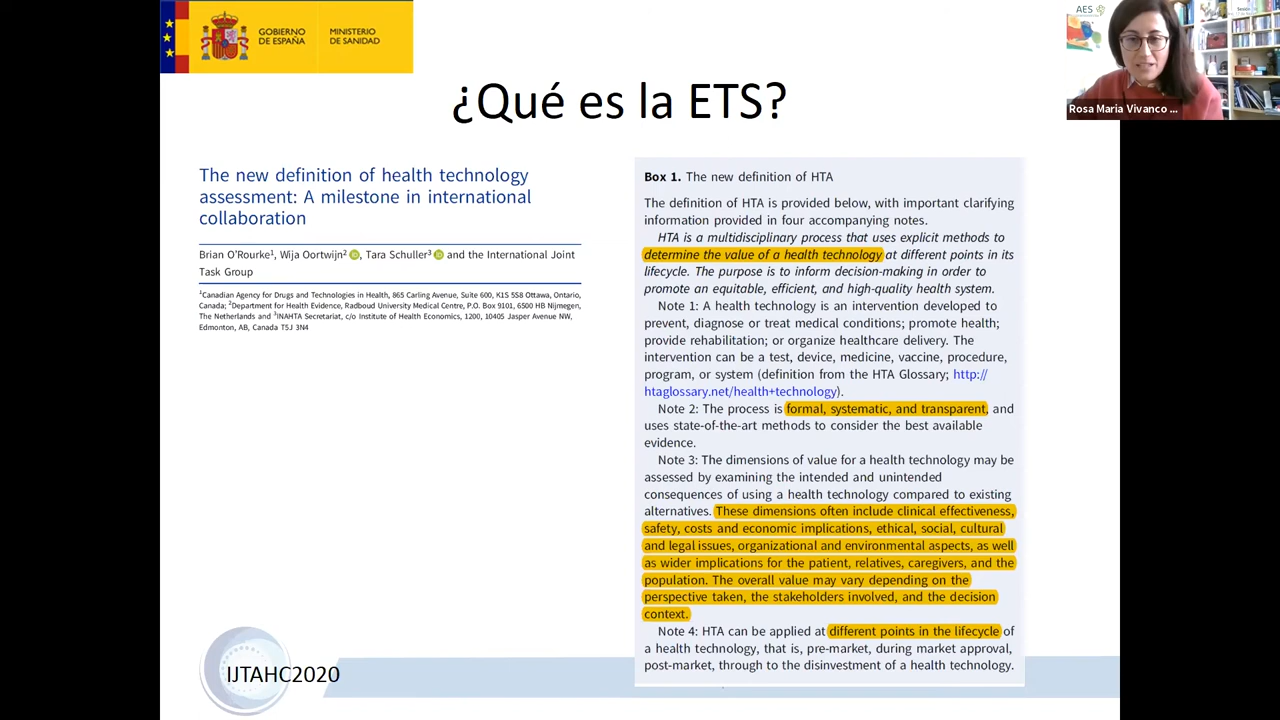 GOBIERNO
DE ESPAÑA
MINISTERIO
DE SANIDAD
AES
Rosa Maria Vivanco ...
¿Qué es la ETS?
The new definition of health technology
assessment: A milestone in international
collaboration
Brian O'Rourke1, Wija Oortwijn2, Tara Schuller3 and the International Joint
Task Group
1Canadian Agency for Drugs and Technologies in Health, 865 Carling Avenue, Suite 600, K1S 5S8 Ottawa, Ontario,
Canada; 2Department for Health Evidence, Radboud University Medical Centre, P.O. Box 9101, 6500 HB Nijmegen,
The Netherlands and 3INAHTA Secretariat, c/o Institute of Health Economics, 1200, 10405 Jasper Avenue NW,
Edmonton, AB, Canada T5J 3N4
Box 1. The new definition of HTA
The definition of HTA is provided below, with important clarifying
information provided in four accompanying notes.
HTA is a multidisciplinary process that uses explicit methods to
determine the value of a health technology at different points in its
lifecycle. The purpose is to inform decision-making in order to
promote an equitable, efficient, and high-quality health system.
Note 1: A health technology is an intervention developed to
prevent, diagnose or treat medical conditions; promote health;
provide rehabilitation; or organize healthcare delivery. The
intervention can be a test, device, medicine, vaccine, procedure,
program, or system (definition from the HTA Glossary; http://
htaglossary.net/health+technology).
Note 2: The process is formal, systematic, and transparent, and
uses state-of-the-art methods to consider the best available
evidence.
Note 3: The dimensions of value for a health technology may be
assessed by examining the intended and unintended
consequences of using a health technology compared to existing
alternatives. These dimensions often include clinical effectiveness,
safety, costs and economic implications, ethical, social, cultural
and legal issues, organizational and environmental aspects, as well
as wider implications for the patient, relatives, caregivers, and the
population. The overall value may vary depending on the
perspective taken, the stakeholders involved, and the decision
context.
Note 4: HTA can be applied at different points in the lifecycle of
a health technology, that is, pre-market, during market approval,
post-market, through to the disinvestment of a health technology.
IJTAHC2020